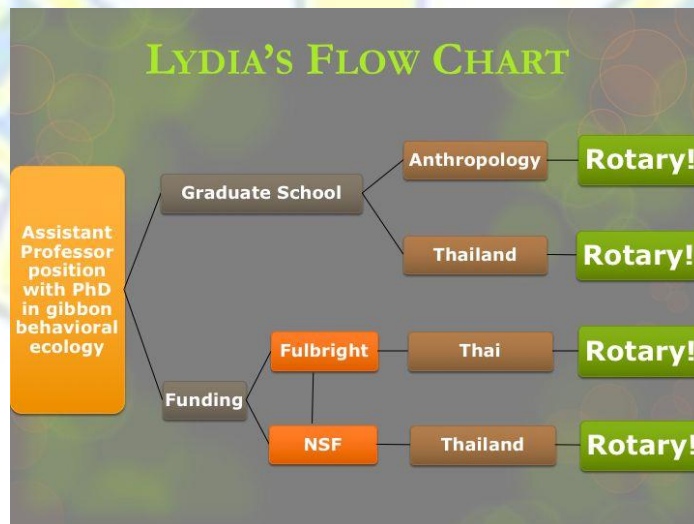 LYDIA'S FLOW CHART
Assistant
Professor
position
with PhD
in gibbon
behavioral
ecology
Graduate School
Anthropology
Rotary!
Thailand
Rotary!
Funding
Fulbright
Thai
Rotary!
NSF
Thailand
Rotary!